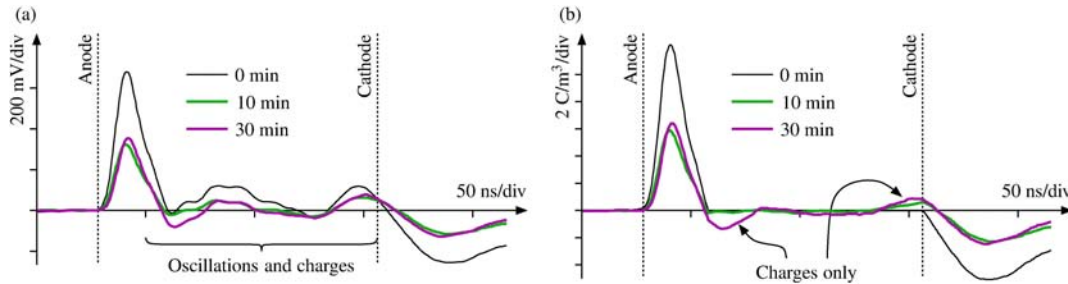 (a)
200 mV/div
Anode
0 min
10 min
30 min
Cathode
50 ns/div
Oscillations and charges
(b)
2 C/m³/div
Anode
0 min
10 min
30 min
Cathode
50 ns/div
Charges only